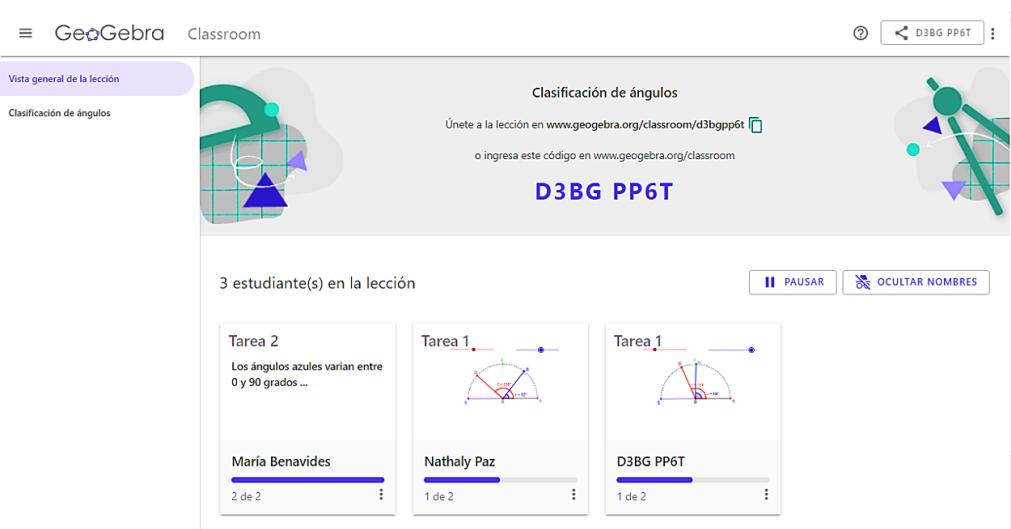 GeoGebra Classroom
D3BG PP6T
Vista general de la lección
Clasificación de ángulos
Clasificación de ángulos
Únete a la lección en www.geogebra.org/classroom/d3bgpp6t
o ingresa este código en www.geogebra.org/classroom
D3BG PP6T
3 estudiante(s) en la lección
PAUSAR
OCULTAR NOMBRES
Tarea 2
Los ángulos azules varian entre
0 y 90 grados ...
María Benavides
2 de 2
Tarea 1
Nathaly Paz
1 de 2
Tarea 1
D3BG PP6T
1 de 2